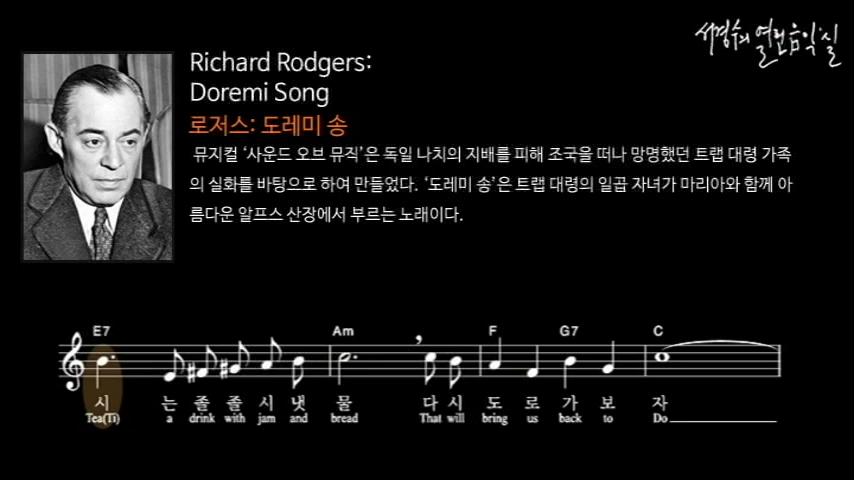 서경수의 열린음악실
Richard Rodgers:
Doremi Song
로저스: 도레미 송
뮤지컬 ‘사운드 오브 뮤직’은 독일 나치의 지배를 피해 조국을 떠나 망명했던 트랩 대령 가족
의 실화를 바탕으로 하여 만들었다. ‘도레미 송’은 트랩 대령의 일곱 자녀가 마리아와 함께 아
름다운 알프스 산장에서 부르는 노래이다.
E7 Am F G7 C
시 는 졸 졸 시 냇 물 다 시 도 로 가 보 자
Tea(Ti) a drink with jam and bread That will bring us back to Do